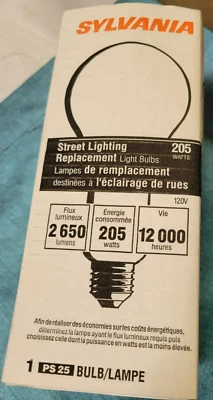 SYLVANIA
Street Lighting 205
Replacement Light Bulbs WATTS
Lampes de remplacement
destinées à l'éclairage de rues
120V
Flux Énergie Vie
lumineux consommée
2 650 205 12 000
lumens watts heures
Afin de réaliser des économies sur les coûts énergétiques,
déterminez la lampe ayant le flux lumineux requis puis
choisissez celle dont la puissance en watts est la moins élevée.
1 PS 25 BULB/LAMPE